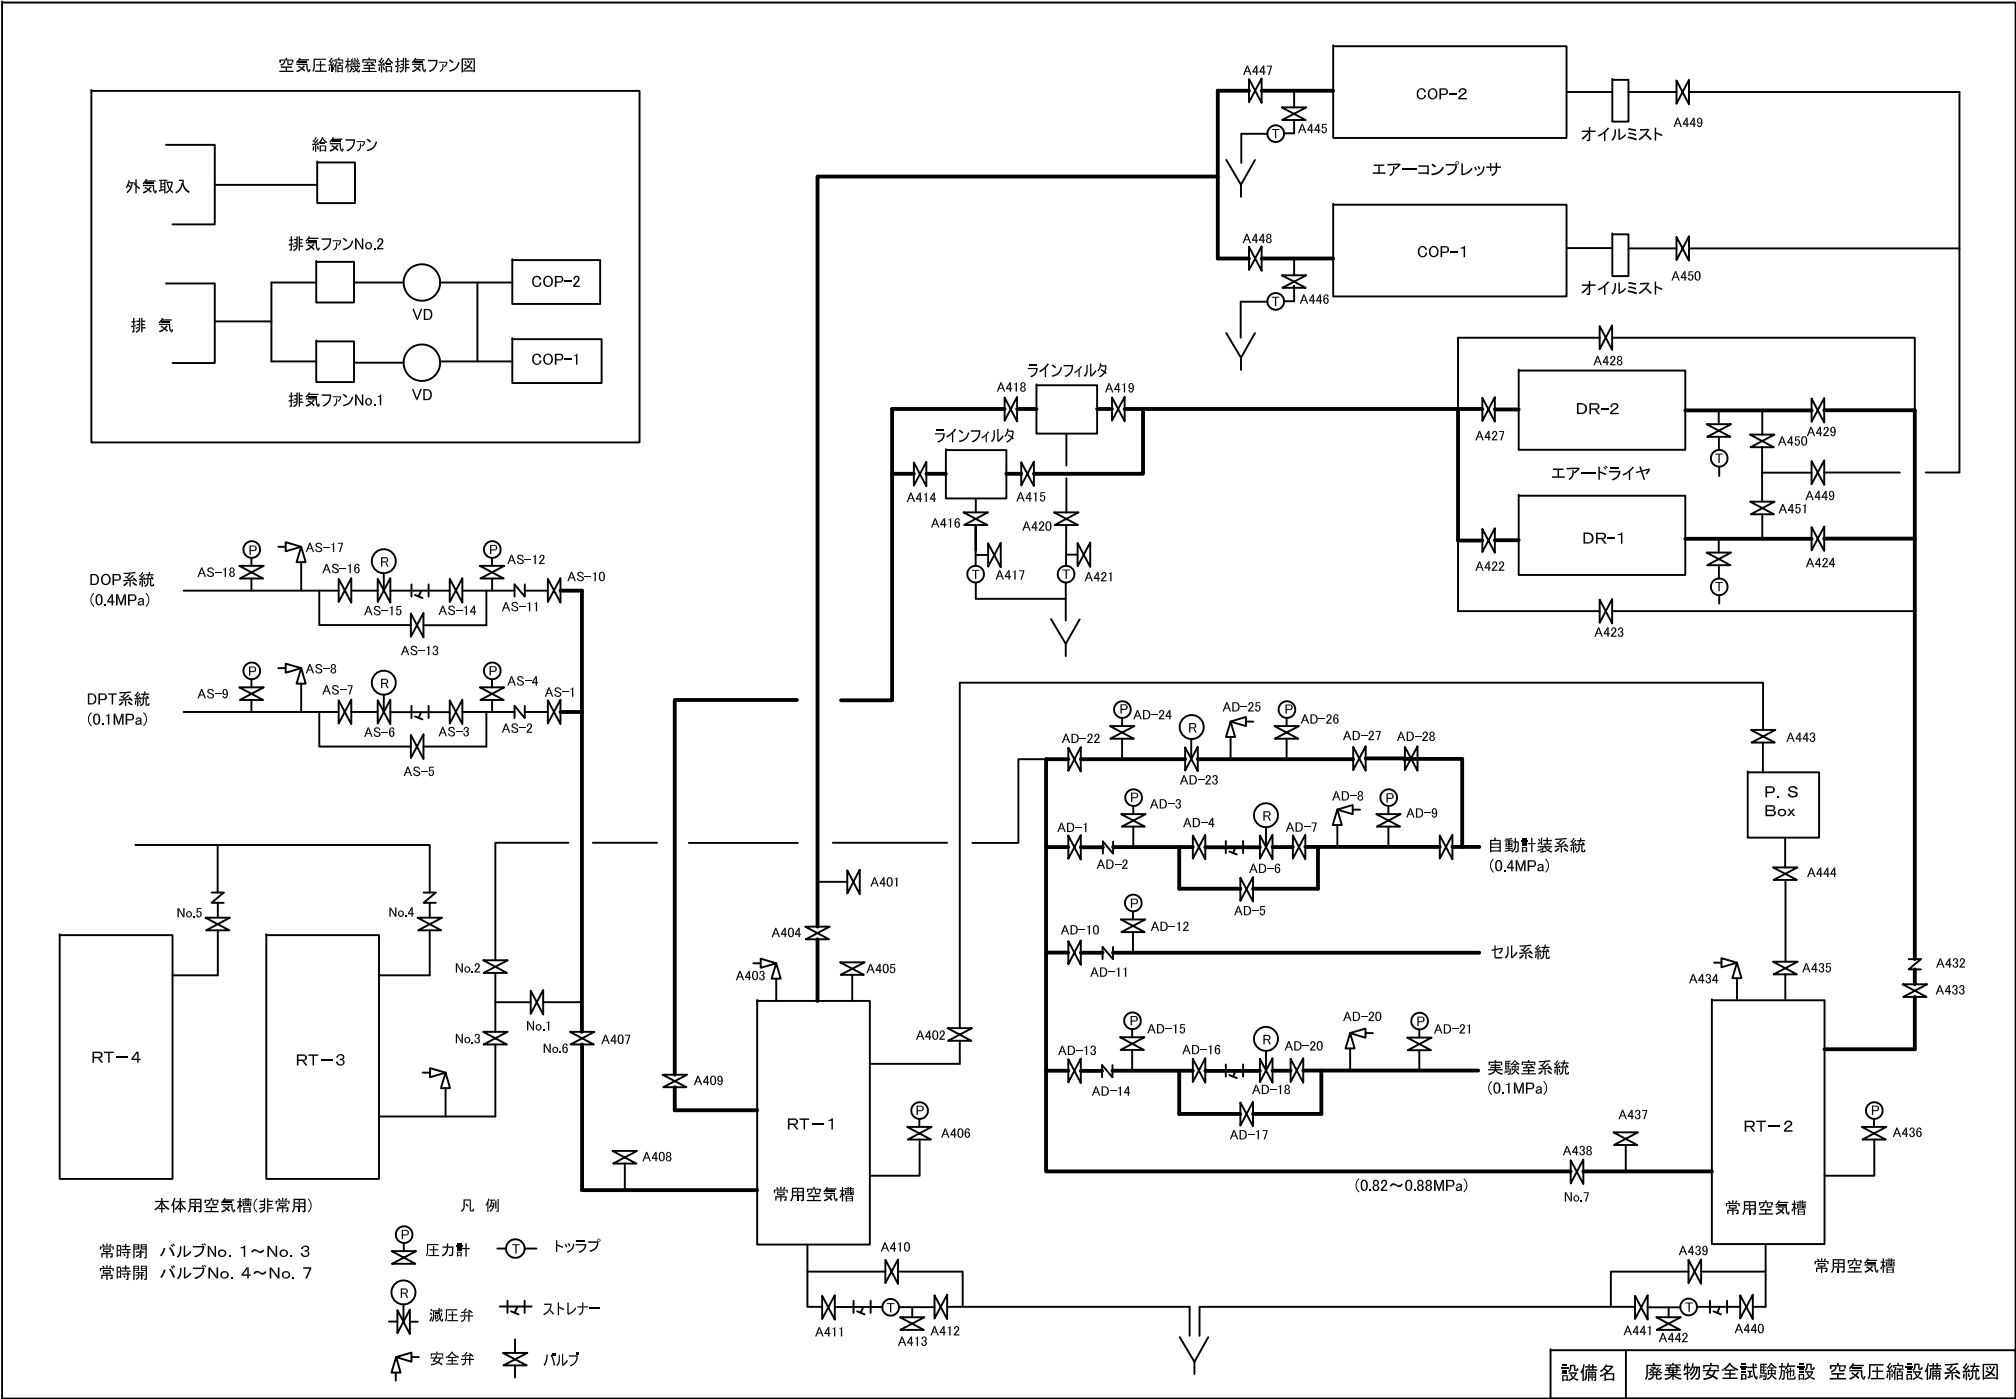 空気圧縮機室給排気ファン図
給気ファン
外気取入
排気ファンNo.2
COP-2
VD
排 気
COP-1
VD
排気ファンNo.1
A447
COP-2
A445
T
オイルミスト
A449
エアーコンプレッサ
A448
COP-1
A446
T
オイルミスト
A450
A428
ラインフィルタ
A418
A419
A427
DR-2
A429
A450
T
ラインフィルタ
A414
A415
エアードライヤ
A449
A416
A420
A451
A422
DR-1
A424
T
A417
A421
T
T
A423
DOP系統
(0.4MPa)
P
AS-18
AS-17
AS-16
R
AS-15
AS-14
P
AS-12
AS-11
AS-10
AS-13
DPT系統
(0.1MPa)
P
AS-9
AS-8
AS-7
R
AS-6
AS-3
P
AS-4
AS-2
AS-1
AS-5
AD-22
P
AD-24
R
AD-23
AD-25
P
AD-26
AD-27
AD-28
A443
P. S
Box
A444
AD-1
AD-2
P
AD-3
AD-4
R
AD-6
AD-7
AD-8
P
AD-9
自動計装系統
(0.4MPa)
AD-5
AD-10
AD-11
P
AD-12
セル系統
AD-13
AD-14
P
AD-15
AD-16
R
AD-18
AD-20
AD-20
P
AD-21
実験室系統
(0.1MPa)
AD-17
No.5
No.4
RT-4
RT-3
No.2
No.1
No.3
No.6
A407
本体用空気槽(非常用)
A401
A404
A403
A405
A402
A409
RT-1
P
A406
A408
常用空気槽
A410
A411
T
A413
A412
A432
A433
A434
A435
RT-2
P
A436
A437
A438
No.7
(0.82~0.88MPa)
常用空気槽
常用空気槽
A439
A441
A442
T
A440
常時閉 バルブNo. 1~No. 3
常時開 バルブNo. 4~No. 7
凡 例
P
圧力計
T
トップラ
R
減圧弁
ストレナー
安全弁
バルブ
設備名
廃棄物安全試験施設 空気圧縮設備系統図